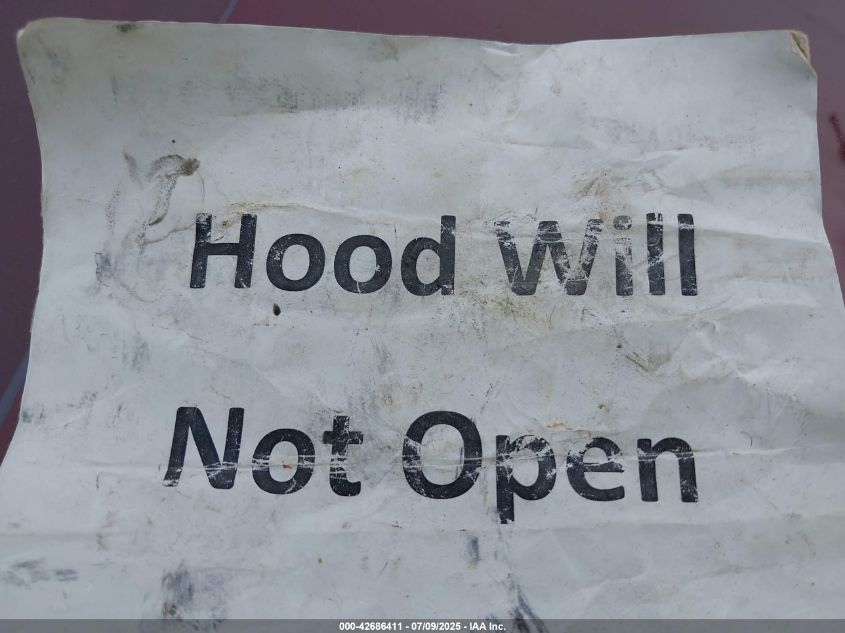 Hood Will
Not Open
000-42686411 - 07/09/2025 - IAA Inc.